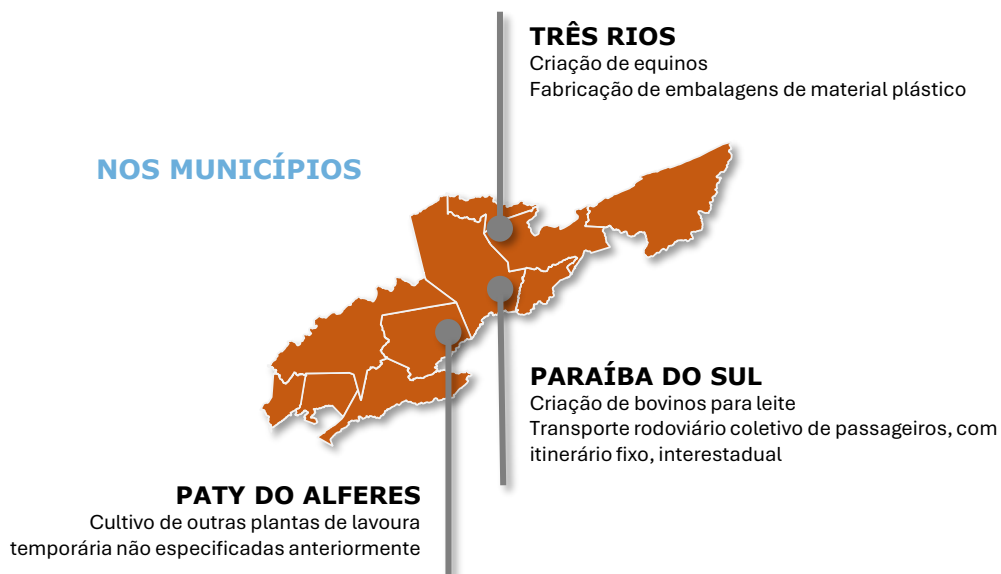 TRÊS RIOS
Criação de equinos
Fabricação de embalagens de material plástico
NOS MUNICÍPIOS
PARAÍBA DO SUL
Criação de bovinos para leite
Transporte rodoviário coletivo de passageiros, com
itinerário fixo, interestadual
PATY DO ALFERES
Cultivo de outras plantas de lavoura
temporária não especificadas anteriormente